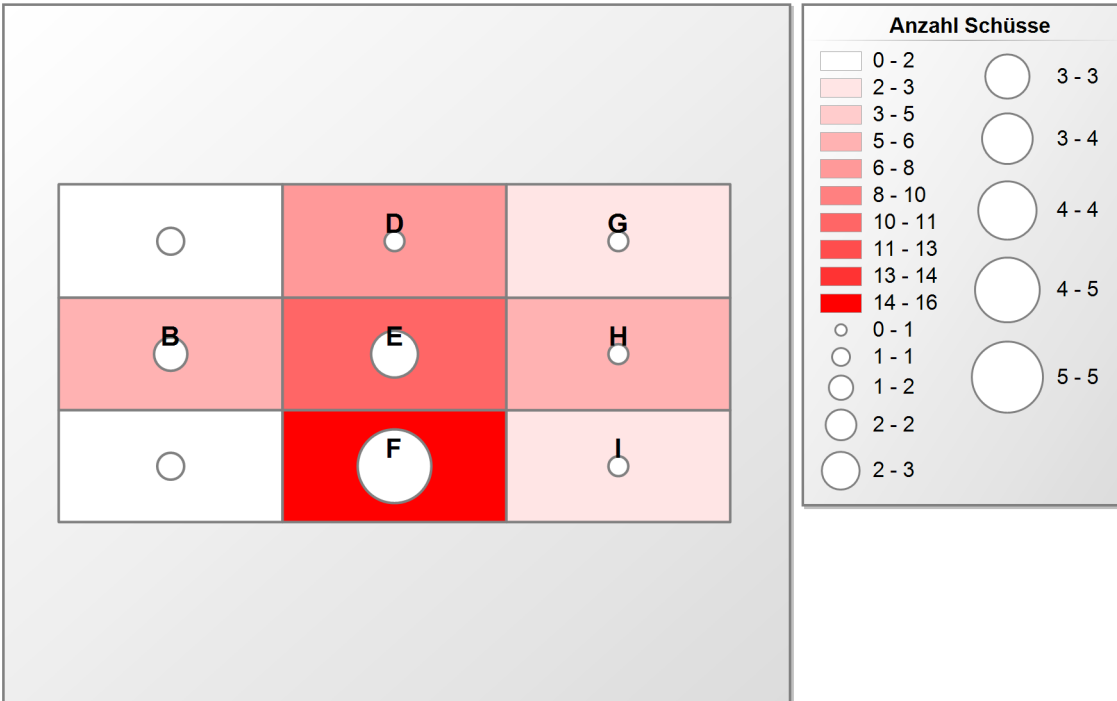 D
G
B
E
H
F
I
Anzahl Schüsse
0 - 2
2 - 3
3 - 5
5 - 6
6 - 8
8 - 10
10 - 11
11 - 13
13 - 14
14 - 16
0 - 1
1 - 1
1 - 2
2 - 2
2 - 3
3 - 3
3 - 4
4 - 4
4 - 5
5 - 5